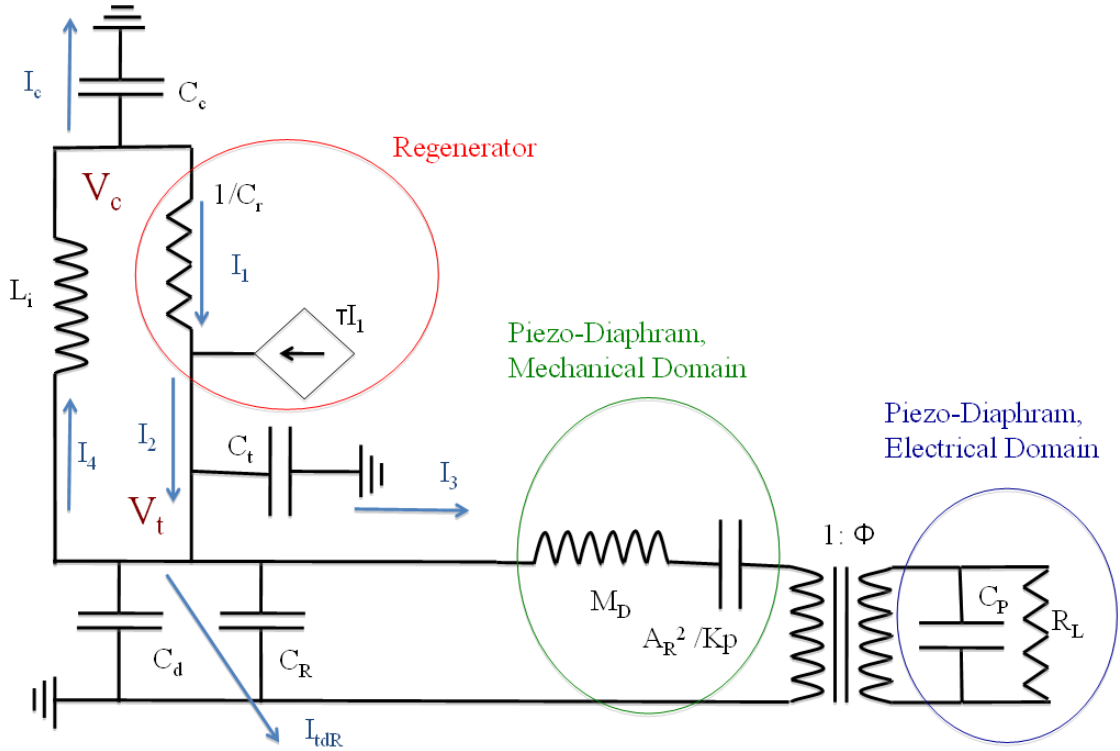 I_c
C_c
Regenerator
V_c
1/C_r
L_i
I_1
τI_1
Piezo-Diaphram,
Mechanical Domain
Piezo-Diaphram,
Electrical Domain
I_4
I_2
C_t
I_3
V_t
1: Φ
M_D
A_R^2 /Kp
C_P
R_L
C_d
C_R
I_tdR